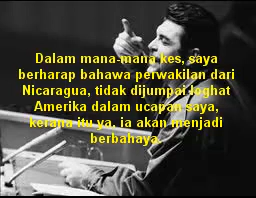 Dalam mana-mana kes, saya
berharap bahawa perwakilan dari
Nicaragua, tidak dijumpai loghat
Amerika dalam ucapan saya,
kerana itu ya, ia akan menjadi
berbahaya.